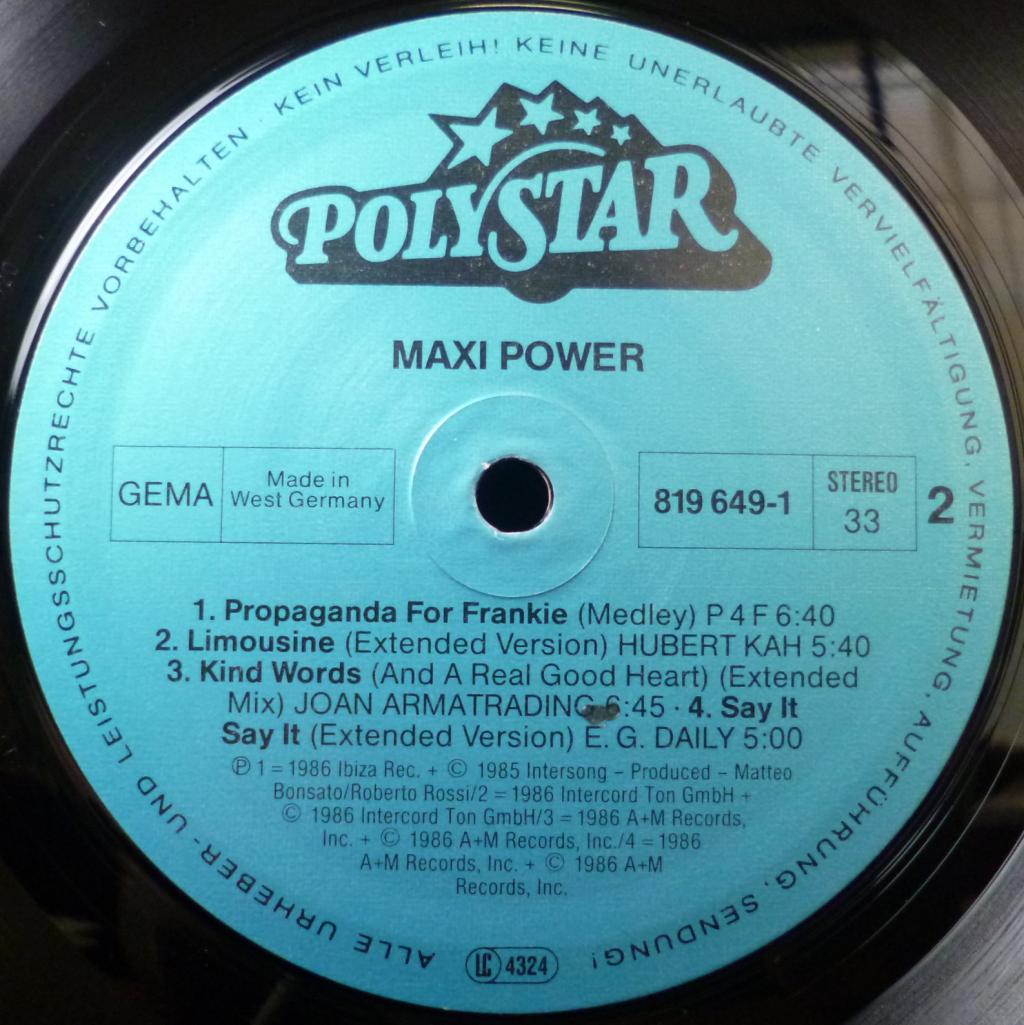 ALLE URHEBER- UND LEISTUNGSSCHUTZRECHTE VORBEHALTEN · KEIN VERLEIH! KEINE UNERLAUBTE VERVIELFÄLTIGUNG, VERMIETUNG, AUFFÜHRUNG, SENDUNG!
POLYSTAR
MAXI POWER
GEMA
Made in
West Germany
819 649-1
STEREO
33
2
1. Propaganda For Frankie (Medley) P 4 F 6:40
2. Limousine (Extended Version) HUBERT KAH 5:40
3. Kind Words (And A Real Good Heart) (Extended
Mix) JOAN ARMATRADING 6:45 · 4. Say It
Say It (Extended Version) E. G. DAILY 5:00
℗ 1 = 1986 Ibiza Rec. + © 1985 Intersong – Produced – Matteo
Bonsato/Roberto Rossi/2 = 1986 Intercord Ton GmbH +
© 1986 Intercord Ton GmbH/3 = 1986 A+M Records,
Inc. + © 1986 A+M Records, Inc./4 = 1986
A+M Records, Inc. + © 1986 A+M
Records, Inc.
LC 4324